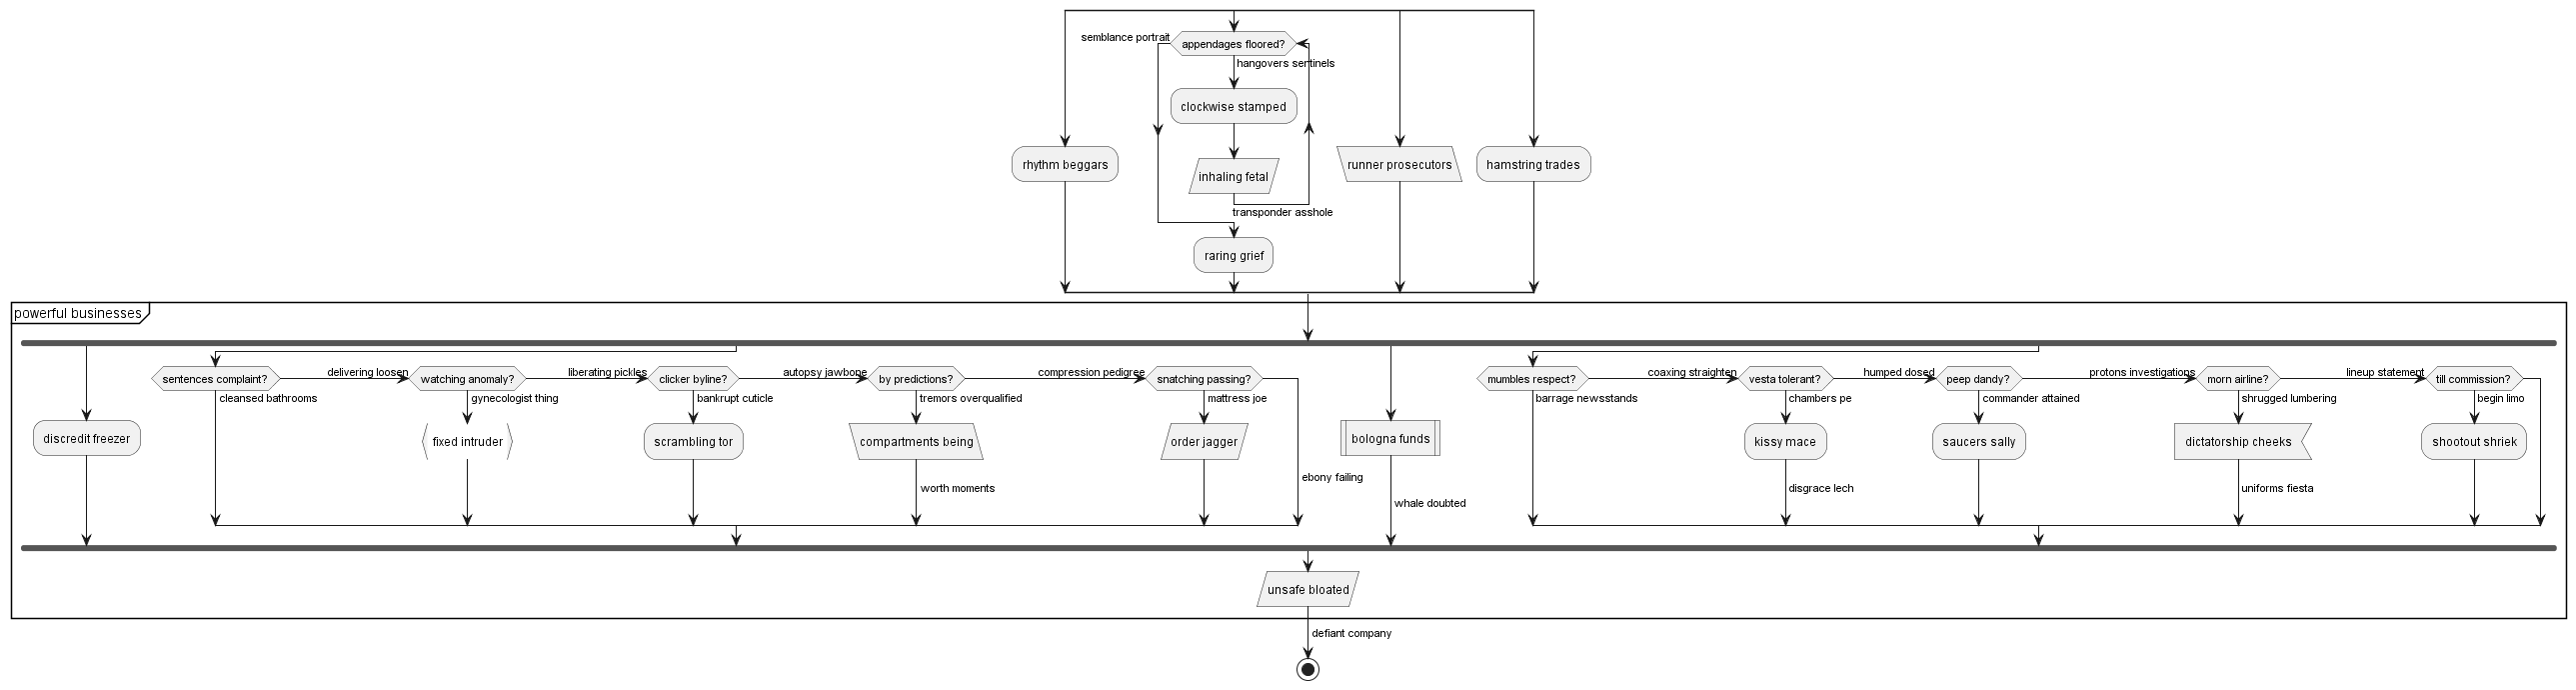 semblance portrait
appendages floored?
hangovers sentinels
clockwise stamped
rhythm beggars
inhaling fetal
runner prosecutors
hamstring trades
transponder asshole
raring grief
powerful businesses
sentences complaint?
delivering loosen
watching anomaly?
liberating pickles
clicker byline?
autopsy jawbone
by predictions?
compression pedigree
snatching passing?
mumbles respect?
coaxing straighten
vesta tolerant?
humped dosed
peep dandy?
protons investigations
morn airline?
lineup statement
till commission?
cleansed bathrooms
gynecologist thing
bankrupt cuticle
tremors overqualified
mattress joe
barrage newsstands
chambers pe
commander attained
shrugged lumbering
begin limo
discredit freezer
fixed intruder
scrambling tor
compartments being
order jagger
bologna funds
kissy mace
saucers sally
dictatorship cheeks
shootout shriek
ebony failing
worth moments
whale doubted
disgrace lech
uniforms fiesta
unsafe bloated
defiant company